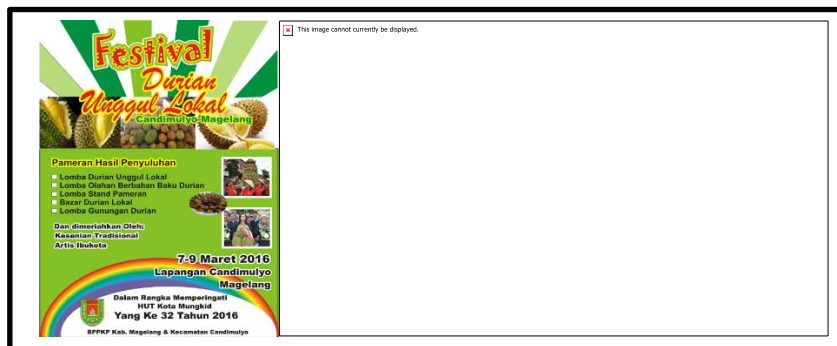 Festival
Durian
Unggul Lokal
Candimulyo-Magelang
Pameran Hasil Penyuluhan
Lomba Durian Unggul Lokal
Lomba Olahan Berbahan Baku Durian
Lomba Stand Pameran
Bazar Durian Lokal
Lomba Gunungan Durian
Dan dimeriahkan Oleh:
Kesenian Tradisional
Artis Ibukota
7-9 Maret 2016
Lapangan Candimulyo
Magelang
Dalam Rangka Memperingati
HUT Kota Mungkid
Yang Ke 32 Tahun 2016
BPPKP Kab. Magelang & Kecamatan Candimulyo
This image cannot currently be displayed.